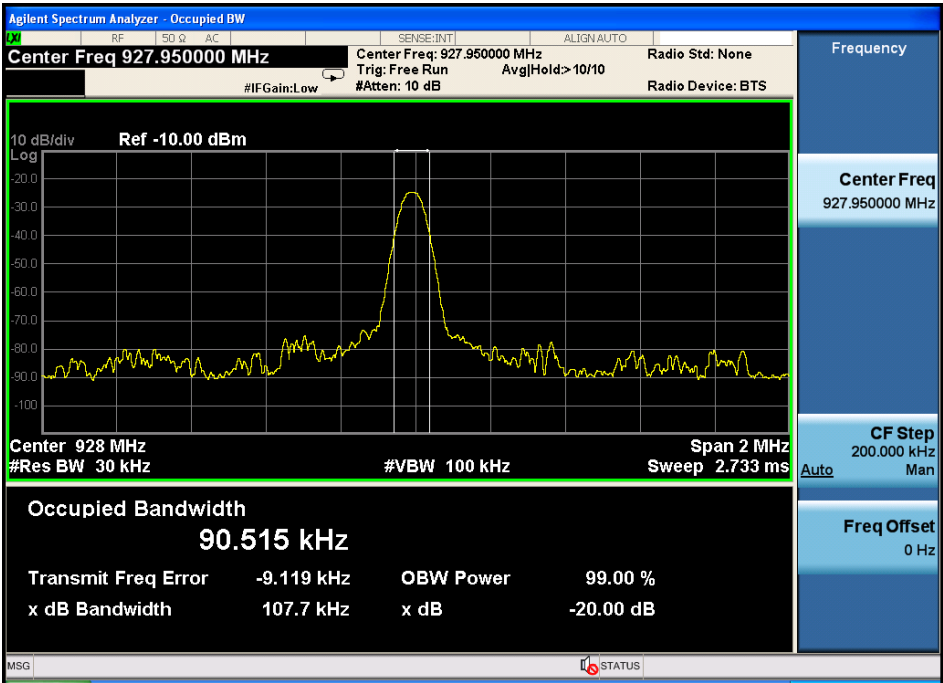 Agilent Spectrum Analyzer - Occupied BW
LXI RF 50 Ω AC SENSE:INT ALIGN AUTO
Center Freq 927.950000 MHz
Center Freq: 927.950000 MHz
Radio Std: None
Trig: Free Run Avg|Hold:>10/10
#IFGain:Low
#Atten: 10 dB
Radio Device: BTS
10 dB/div Ref -10.00 dBm
Log
-20.0
-30.0
-40.0
-50.0
-60.0
-70.0
-80.0
-90.0
-100
Center 928 MHz
Span 2 MHz
#Res BW 30 kHz
#VBW 100 kHz
Sweep 2.733 ms
Occupied Bandwidth
90.515 kHz
Transmit Freq Error -9.119 kHz OBW Power 99.00 %
x dB Bandwidth 107.7 kHz x dB -20.00 dB
Frequency
Center Freq
927.950000 MHz
CF Step
200.000 kHz
Auto Man
Freq Offset
0 Hz
MSG STATUS